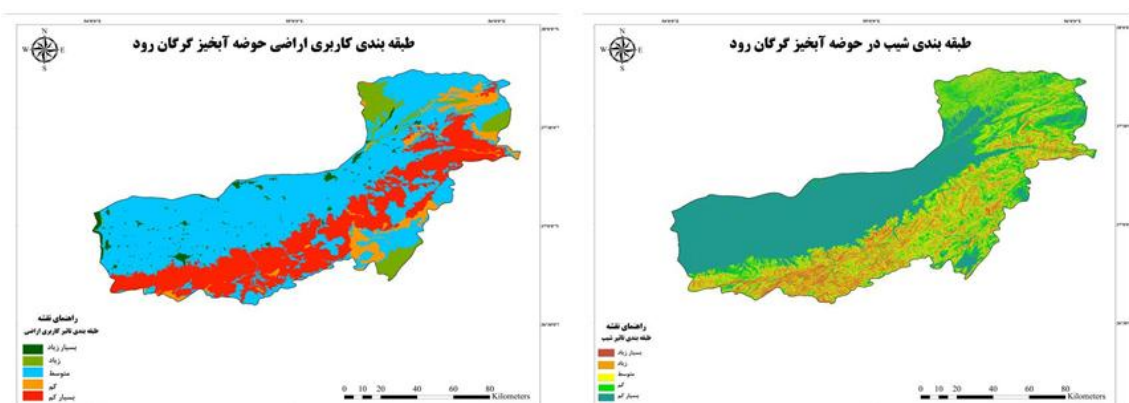 طبقه بندی کاربری اراضی حوضه آبخیز گرگان رود
N
W E
S
راهنمای نقشه
طبقه بندی تاثیر کاربری اراضی
بسیار زیاد
زیاد
متوسط
کم
بسیار کم
0 10 20 40 60 80
Kilometers
طبقه بندی شیب در حوضه آبخیز گرگان رود
N
W E
S
راهنمای نقشه
طبقه بندی تاثیر شیب
بسیار زیاد
زیاد
متوسط
کم
بسیار کم
0 10 20 40 60 80
Kilometers